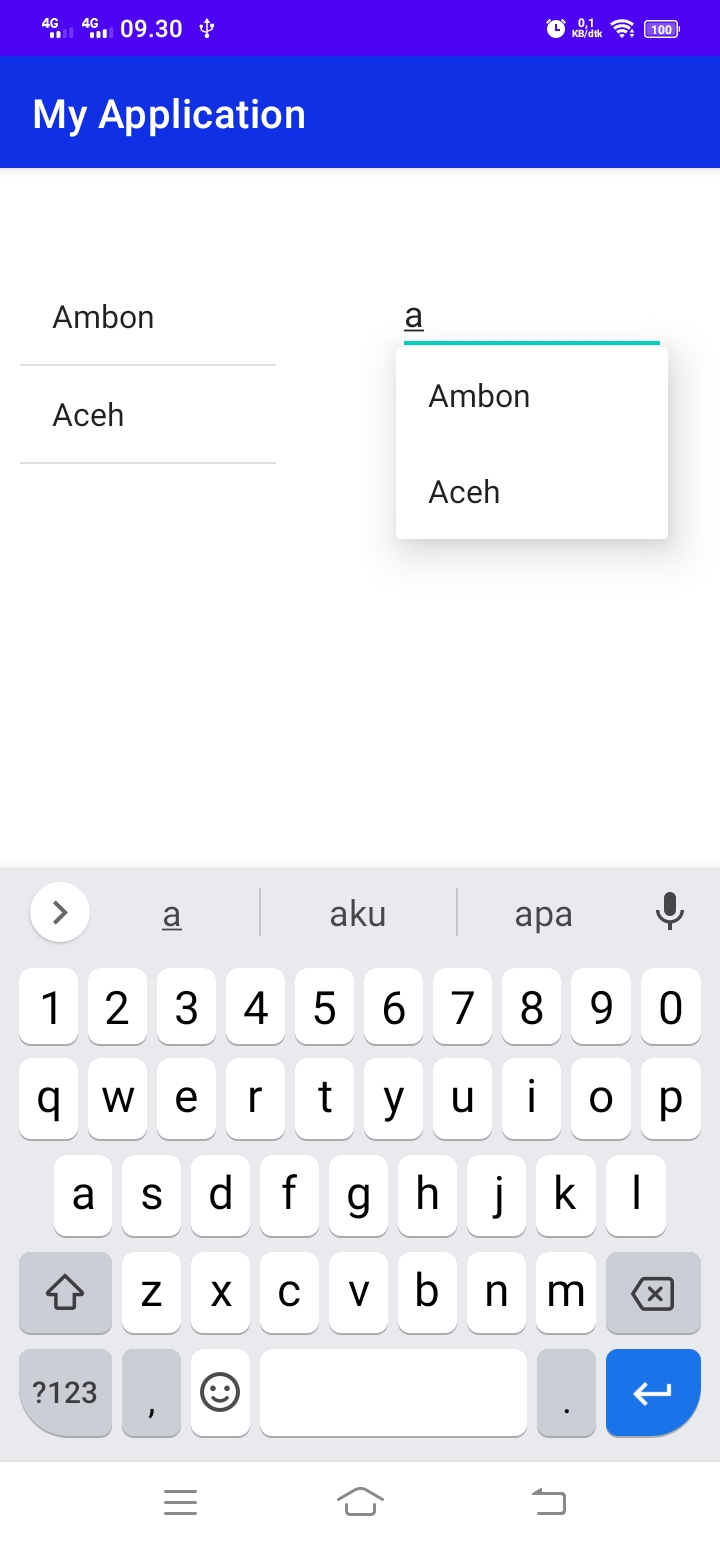 4G 4G 09.30 0,1 KB/dtk 100
My Application
Ambon
Aceh
a
Ambon
Aceh
a aku apa
1 2 3 4 5 6 7 8 9 0
q w e r t y u i o p
a s d f g h j k l
z x c v b n m
?123 , .